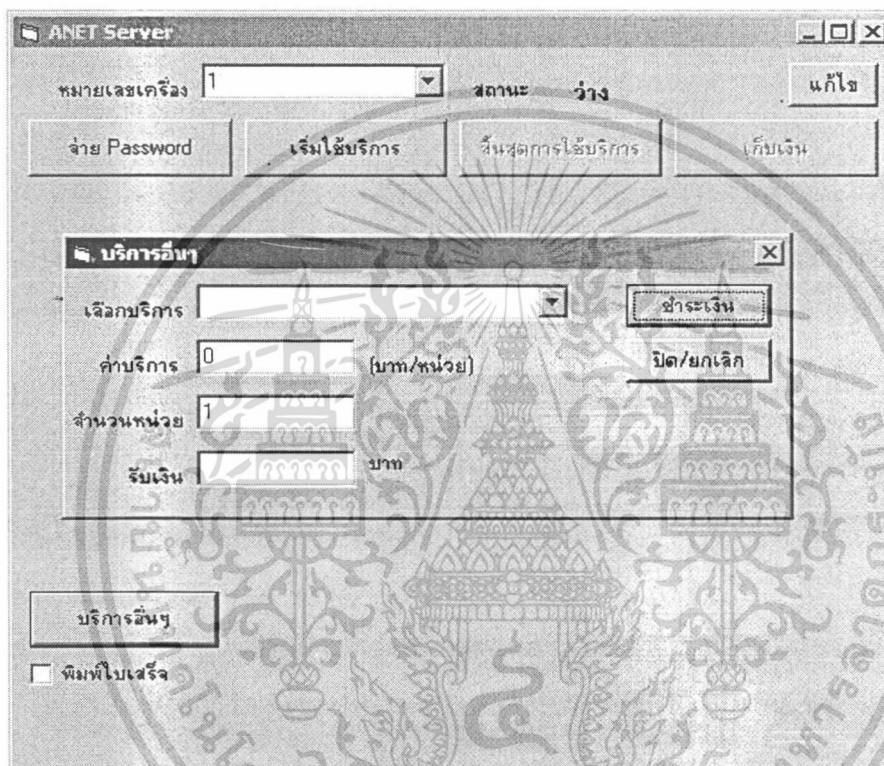 ANET Server
หมายเลขเครื่อง 1 สถานะ ว่าง แก้ไข
จ่าย Password เริ่มใช้บริการ สิ้นสุดการใช้บริการ เก็บเงิน
บริการอื่นๆ
เลือกบริการ ชำระเงิน
ค่าบริการ 0 (บาท/หน่วย) ปิด/ยกเลิก
จำนวนหน่วย 1
รับเงิน บาท
บริการอื่นๆ
พิมพ์ใบเสร็จ